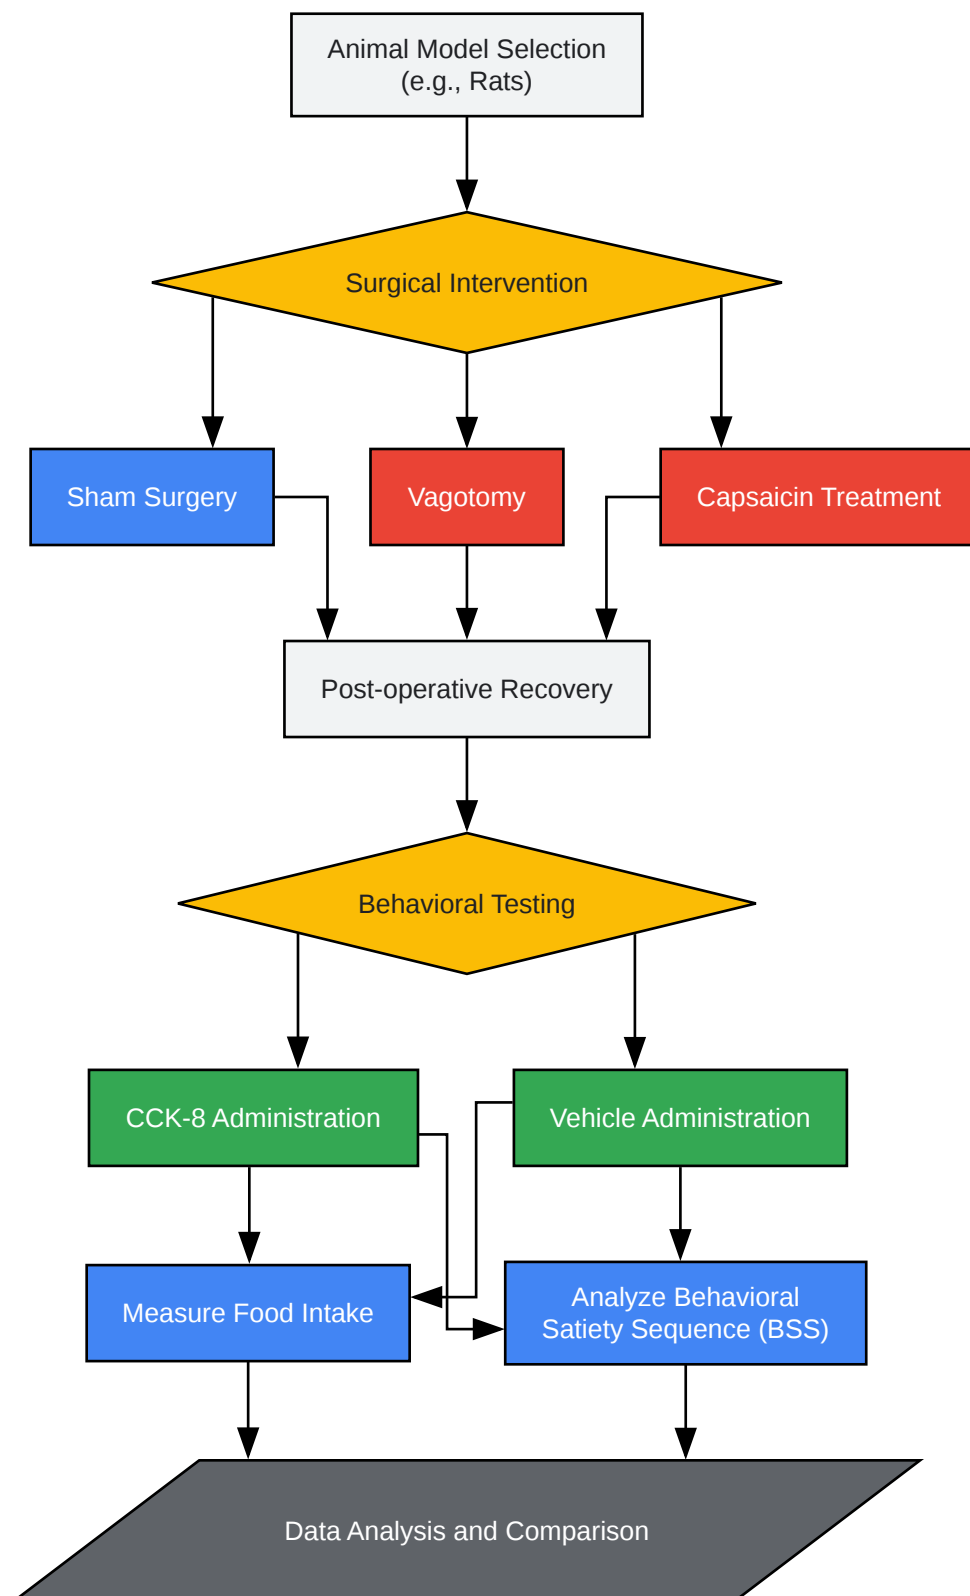 Animal Model Selection
(e.g., Rats)
Surgical Intervention
Sham Surgery
Vagotomy
Capsaicin Treatment
Post-operative Recovery
Behavioral Testing
CCK-8 Administration
Vehicle Administration
Measure Food Intake
Analyze Behavioral
Satiety Sequence (BSS)
Data Analysis and Comparison